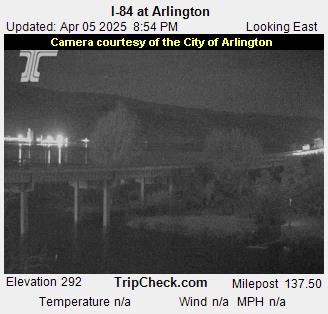 I-84 at Arlington
Updated: Apr 05 2025 8:54 PM Looking East
Camera courtesy of the City of Arlington
Elevation 292 TripCheck.com Milepost 137.50
Temperature n/a Wind n/a MPH n/a